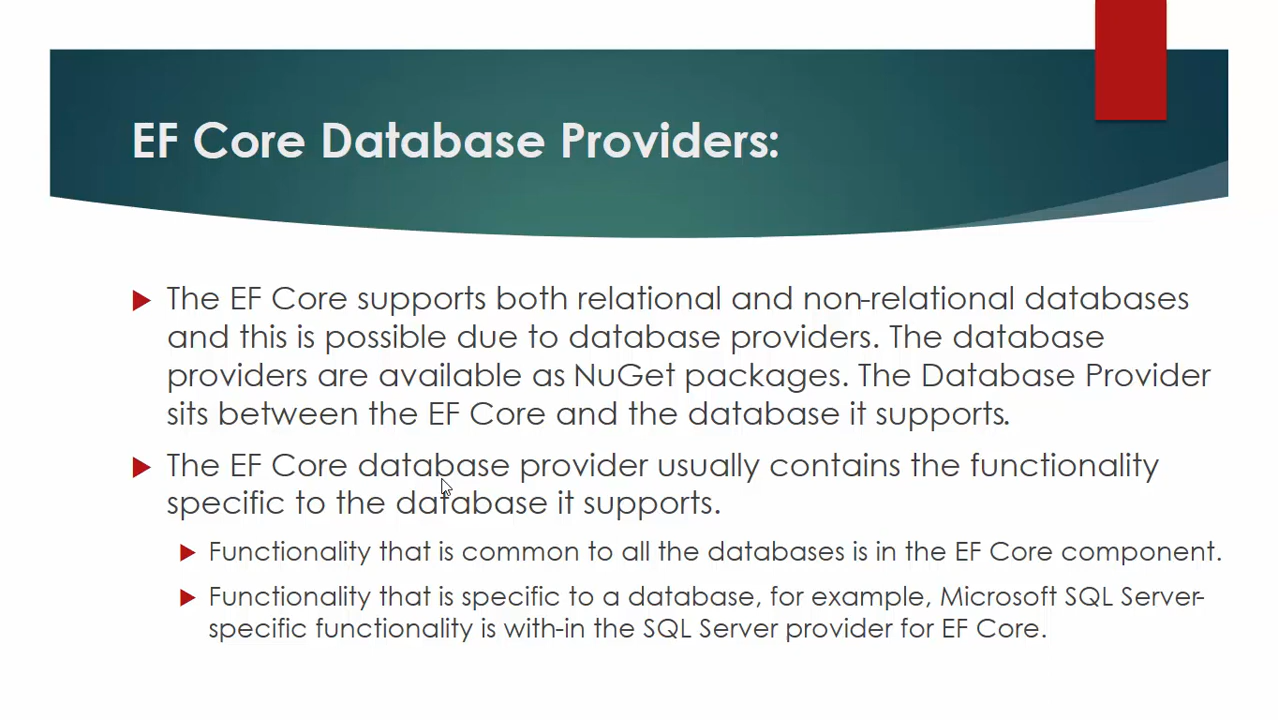 EF Core Database Providers:
The EF Core supports both relational and non-relational databases
and this is possible due to database providers. The database
providers are available as NuGet packages. The Database Provider
sits between the EF Core and the database it supports.
The EF Core database provider usually contains the functionality
specific to the database it supports.
Functionality that is common to all the databases is in the EF Core component.
Functionality that is specific to a database, for example, Microsoft SQL Server-
specific functionality is with-in the SQL Server provider for EF Core.